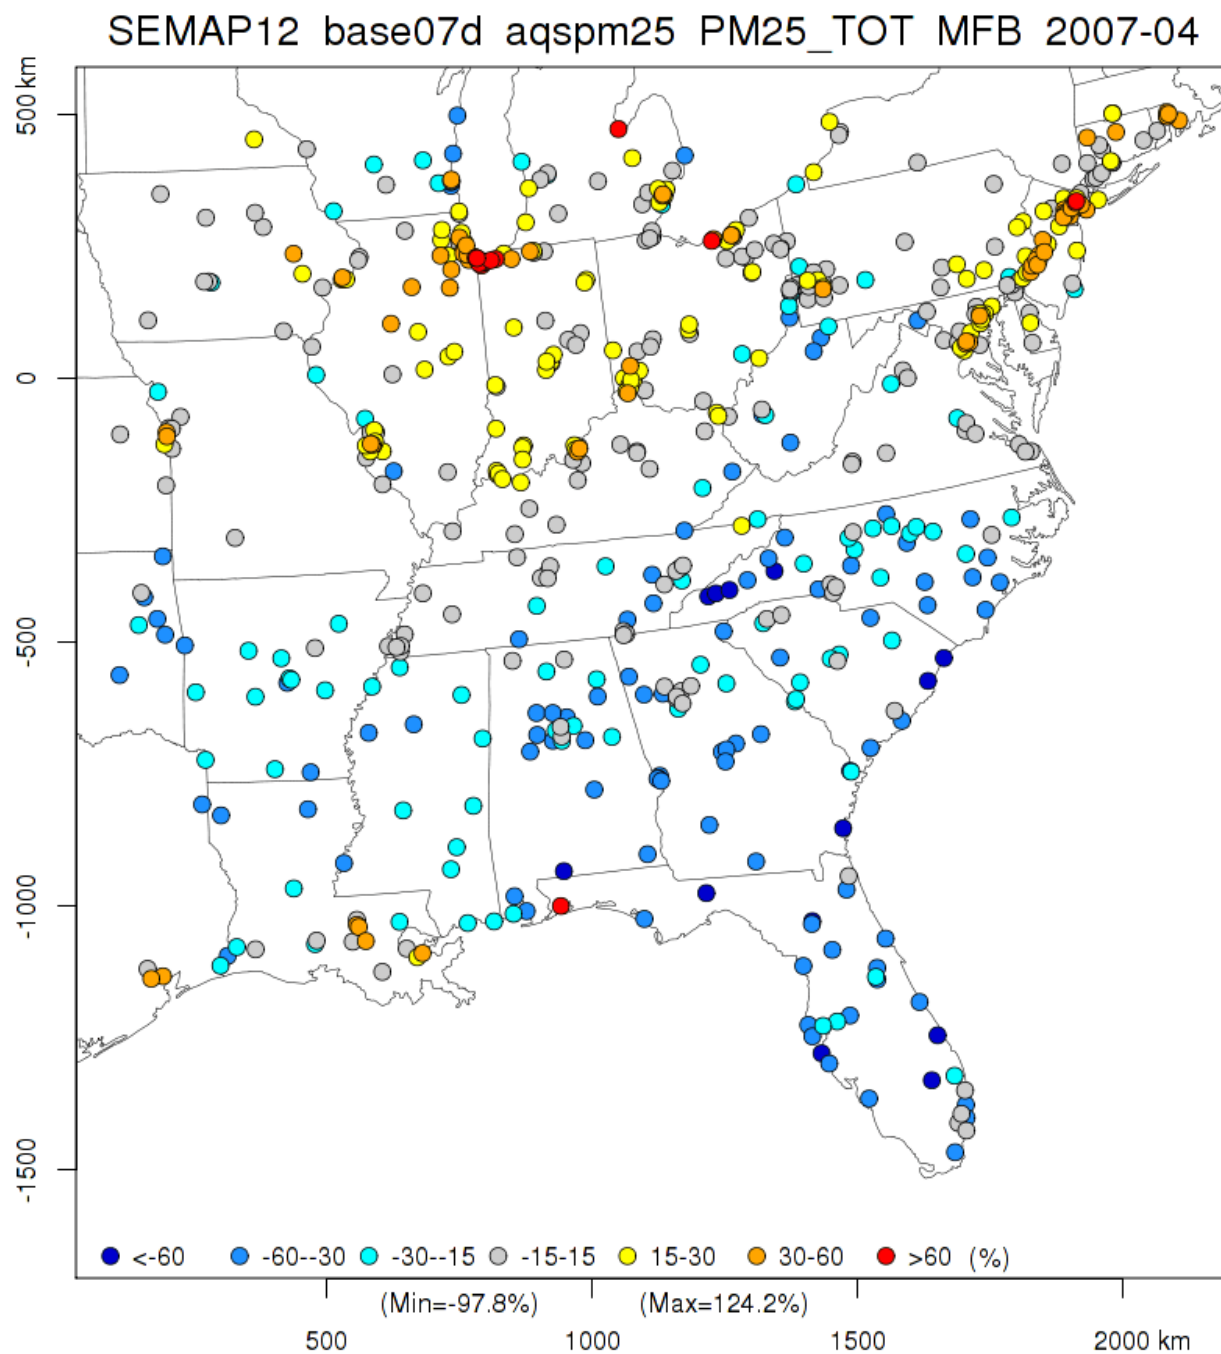 SEMAP12 base07d aqspm25 PM25_TOT MFB 2007-04
500 km
0
-500
-1000
-1500
<-60 -60--30 -30--15 -15-15 15-30 30-60 >60 (%)
(Min=-97.8%) (Max=124.2%)
500 1000 1500 2000 km